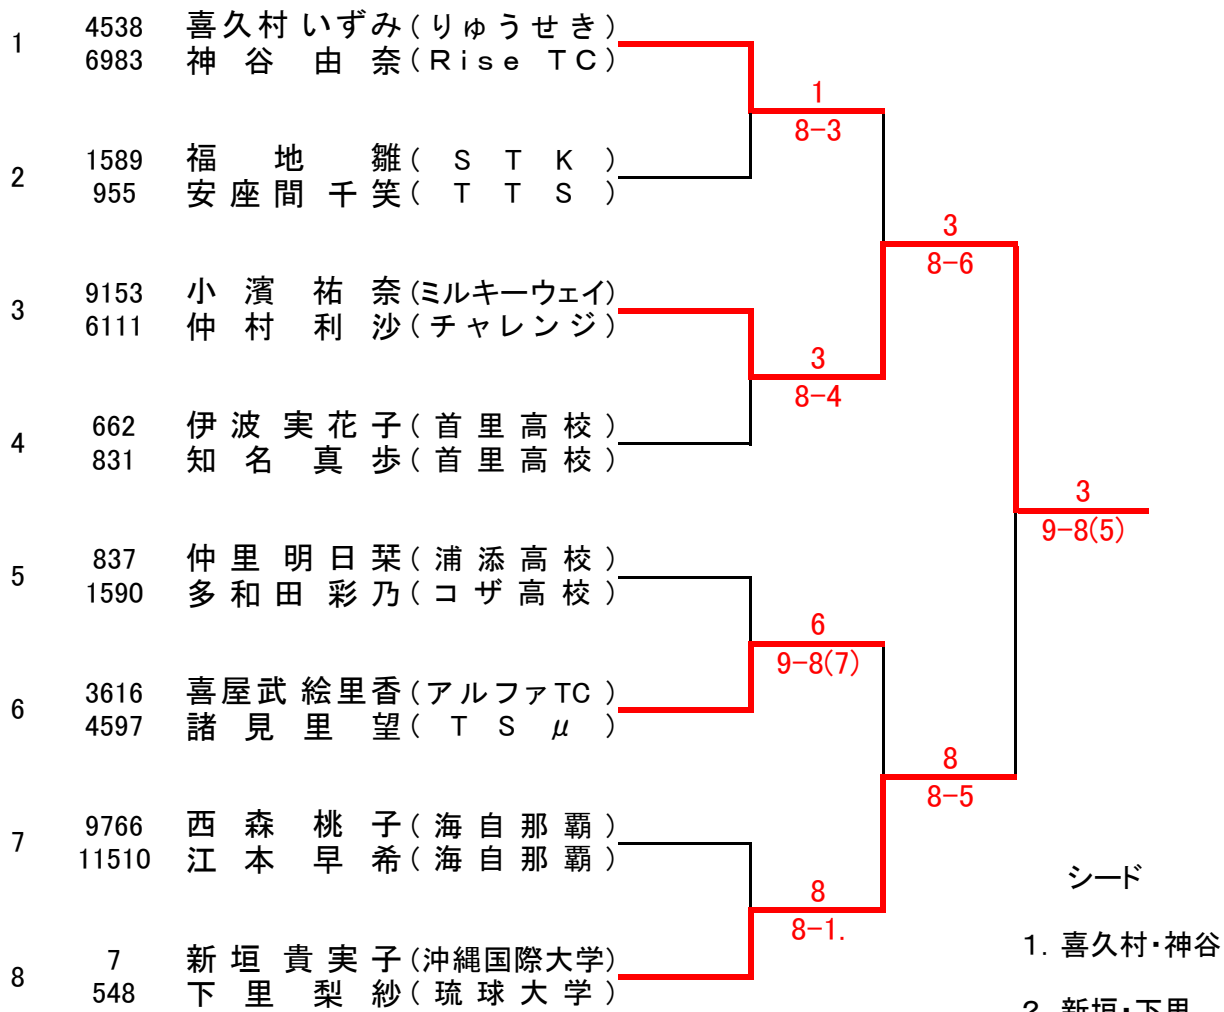 1 4538 喜久村 いずみ(りゅうせき)
6983 神谷 由奈(Rise TC)
1
8-3
2 1589 福地 雛(STK)
955 安座間 千笑(TTS)
3
8-6
3 9153 小濱 祐奈(ミルキーウェイ)
6111 仲村 利沙(チャレンジ)
3
8-4
4 662 伊波 実花子(首里高校)
831 知名 真歩(首里高校)
3
9-8(5)
5 837 仲里 明日栞(浦添高校)
1590 多和田 彩乃(コザ高校)
6
9-8(7)
6 3616 喜屋武 絵里香(アルファTC)
4597 諸見里 望(TSμ)
8
8-5
7 9766 西森 桃子(海自那覇)
11510 江本 早希(海自那覇)
8
8-1.
8 7 新垣 貴実子(沖縄国際大学)
548 下里 梨紗(琉球大学)
シード
1. 喜久村・神谷
2. 新垣・下里